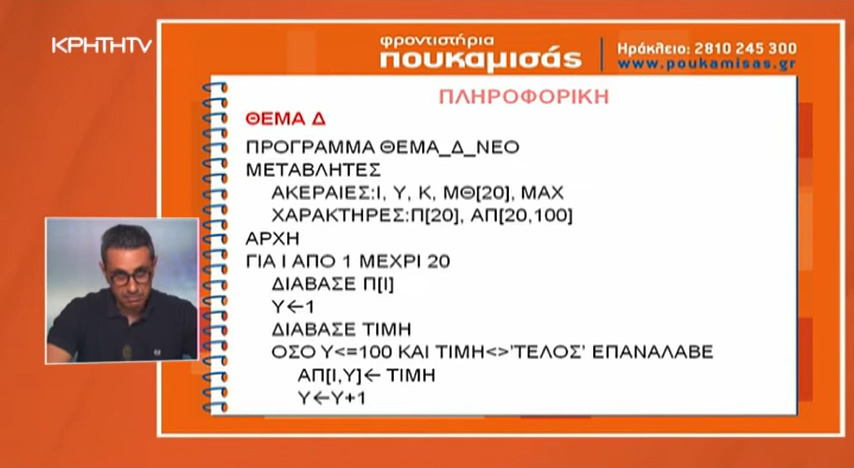 ΚΡΗΤΗTV
φροντιστήρια
πουκαμισάς
Ηράκλειο: 2810 245 300
www.poukamisas.gr
ΠΛΗΡΟΦΟΡΙΚΗ
ΘΕΜΑ Δ
ΠΡΟΓΡΑΜΜΑ ΘΕΜΑ_Δ_ΝΕΟ
ΜΕΤΑΒΛΗΤΕΣ
ΑΚΕΡΑΙΕΣ:Ι, Υ, Κ, ΜΘ[20], ΜΑΧ
ΧΑΡΑΚΤΗΡΕΣ:Π[20], ΑΠ[20,100]
ΑΡΧΗ
ΓΙΑ Ι ΑΠΟ 1 ΜΕΧΡΙ 20
ΔΙΑΒΑΣΕ Π[Ι]
Υ←1
ΔΙΑΒΑΣΕ ΤΙΜΗ
ΟΣΟ Υ<=100 ΚΑΙ ΤΙΜΗ<>'ΤΕΛΟΣ' ΕΠΑΝΑΛΑΒΕ
ΑΠ[Ι,Υ]← ΤΙΜΗ
Υ←Υ+1